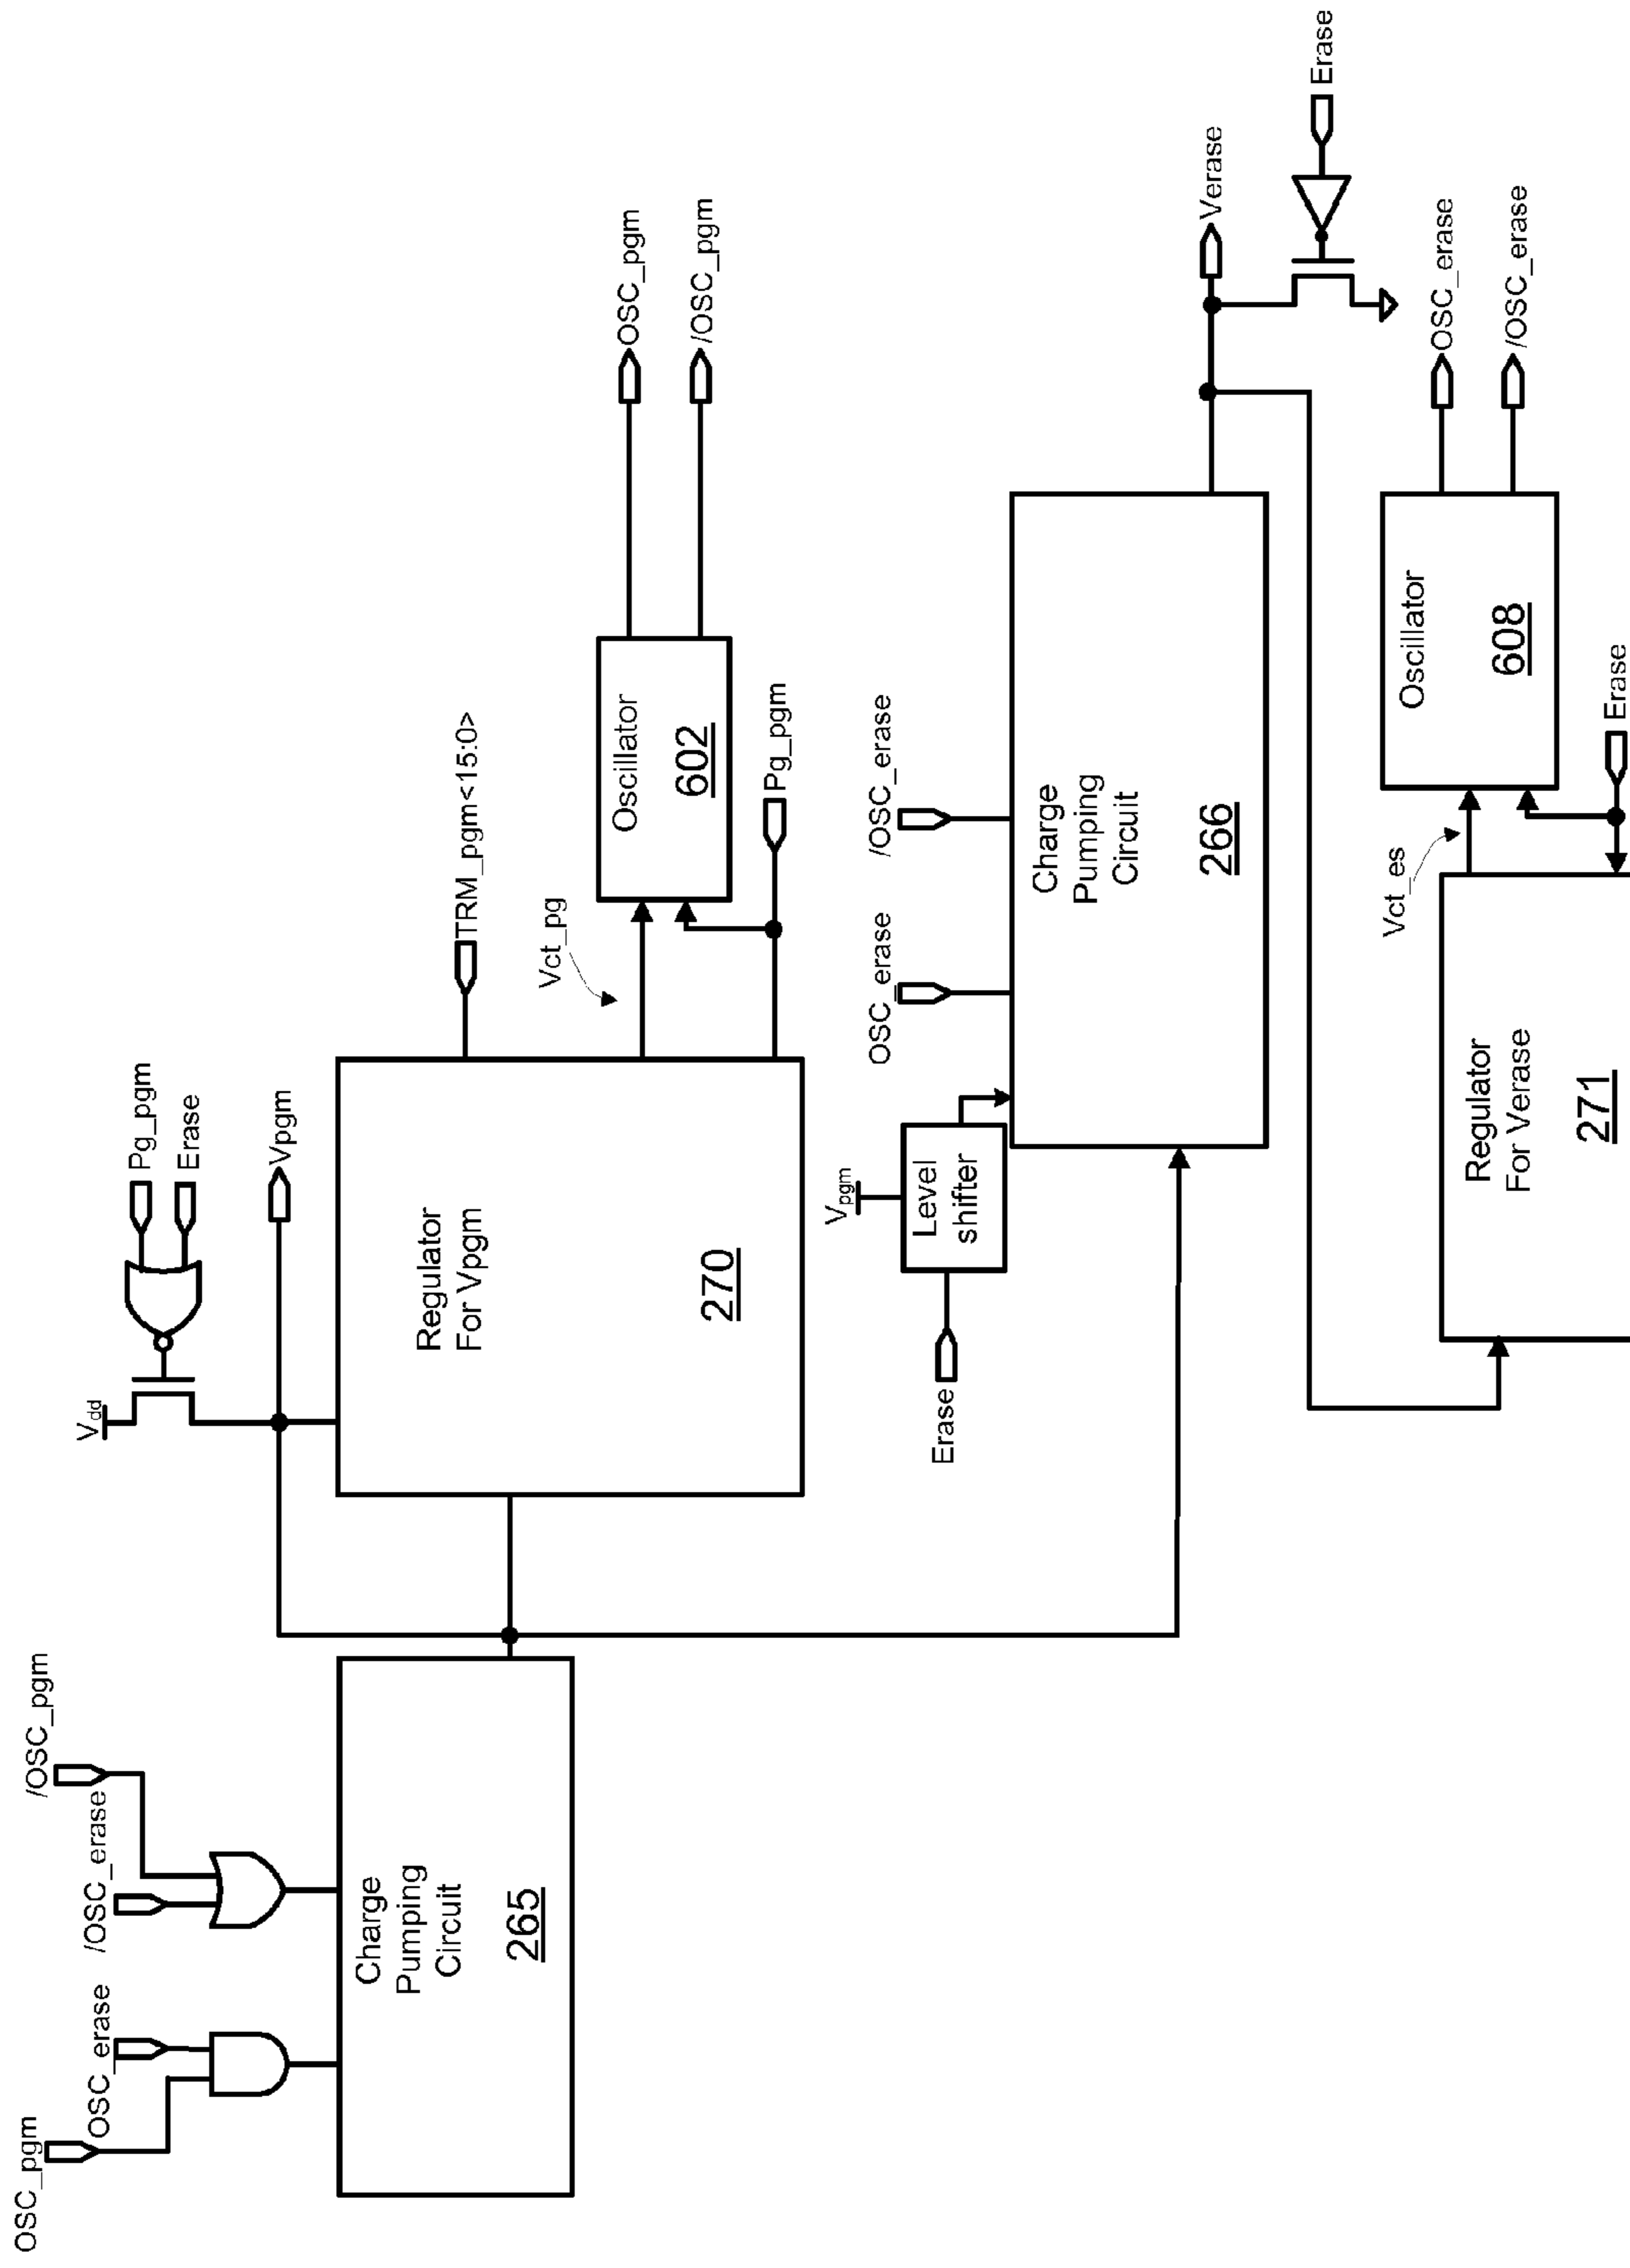 OSC_pgm
OSC_erase
/OSC_erase
/OSC_pgm
Charge
Pumping
Circuit
265
Vdd
Pg_pgm
Erase
Vpgm
Regulator
For Vpgm
270
TRM_pgm<15:0>
Vct_pg
Oscillator
602
Pg_pgm
OSC_pgm
/OSC_pgm
Erase
Vpgm
Level
shifter
OSC_erase
/OSC_erase
Charge
Pumping
Circuit
266
Verase
Erase
Regulator
For Verase
271
Vct_es
Oscillator
608
Erase
OSC_erase
/OSC_erase